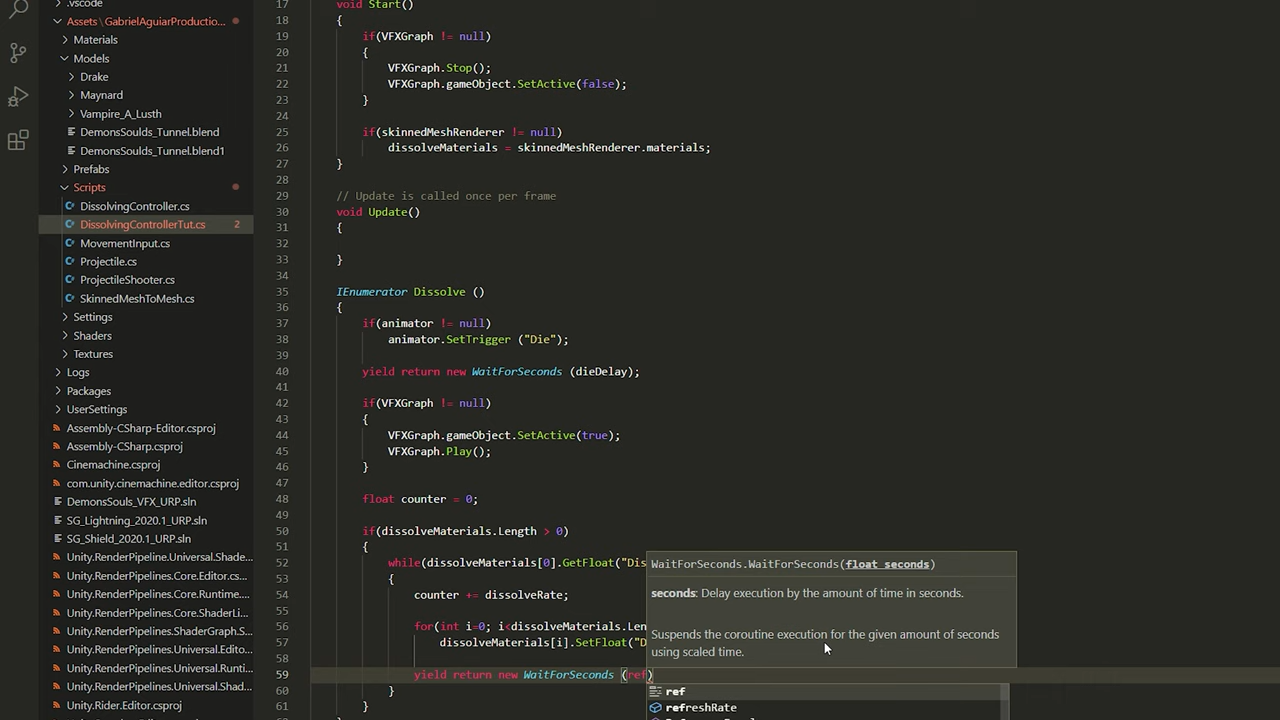 .vscode
Assets\GabrielAguiarProductio...
Materials
Models
Drake
Maynard
Vampire_A_Lusth
DemonsSoulds_Tunnel.blend
DemonsSoulds_Tunnel.blend1
Prefabs
Scripts
DissolvingController.cs
DissolvingControllerTut.cs 2
MovementInput.cs
Projectile.cs
ProjectileShooter.cs
SkinnedMeshToMesh.cs
Settings
Shaders
Textures
Logs
Packages
UserSettings
Assembly-CSharp-Editor.csproj
Assembly-CSharp.csproj
Cinemachine.csproj
com.unity.cinemachine.editor.csproj
DemonsSouls_VFX_URP.sln
SG_Lightning_2020.1_URP.sln
SG_Shield_2020.1_URP.sln
Unity.RenderPipeline.Universal.Shade...
Unity.RenderPipelines.Core.Editor.cs...
Unity.RenderPipelines.Core.Runtime....
Unity.RenderPipelines.Core.ShaderLi...
Unity.RenderPipelines.ShaderGraph.S...
Unity.RenderPipelines.Universal.Edito...
Unity.RenderPipelines.Universal.Runti...
Unity.RenderPipelines.Universal.Shad...
Unity.Rider.Editor.csproj
17 void Start()
18 {
19 if(VFXGraph != null)
20 {
21 VFXGraph.Stop();
22 VFXGraph.gameObject.SetActive(false);
23 }
24
25 if(skinnedMeshRenderer != null)
26 dissolveMaterials = skinnedMeshRenderer.materials;
27 }
28
29 // Update is called once per frame
30 void Update()
31 {
32
33 }
34
35 IEnumerator Dissolve ()
36 {
37 if(animator != null)
38 animator.SetTrigger ("Die");
39
40 yield return new WaitForSeconds (dieDelay);
41
42 if(VFXGraph != null)
43 {
44 VFXGraph.gameObject.SetActive(true);
45 VFXGraph.Play();
46 }
47
48 float counter = 0;
49
50 if(dissolveMaterials.Length > 0)
51 {
52 while(dissolveMaterials[0].GetFloat("Dis
53 {
54 counter += dissolveRate;
55
56 for(int i=0; i<dissolveMaterials.Len
57 dissolveMaterials[i].SetFloat("D
58
59 yield return new WaitForSeconds (ref)
60 }
61 }
WaitForSeconds.WaitForSeconds(float seconds)
seconds: Delay execution by the amount of time in seconds.
Suspends the coroutine execution for the given amount of seconds
using scaled time.
ref
refreshRate